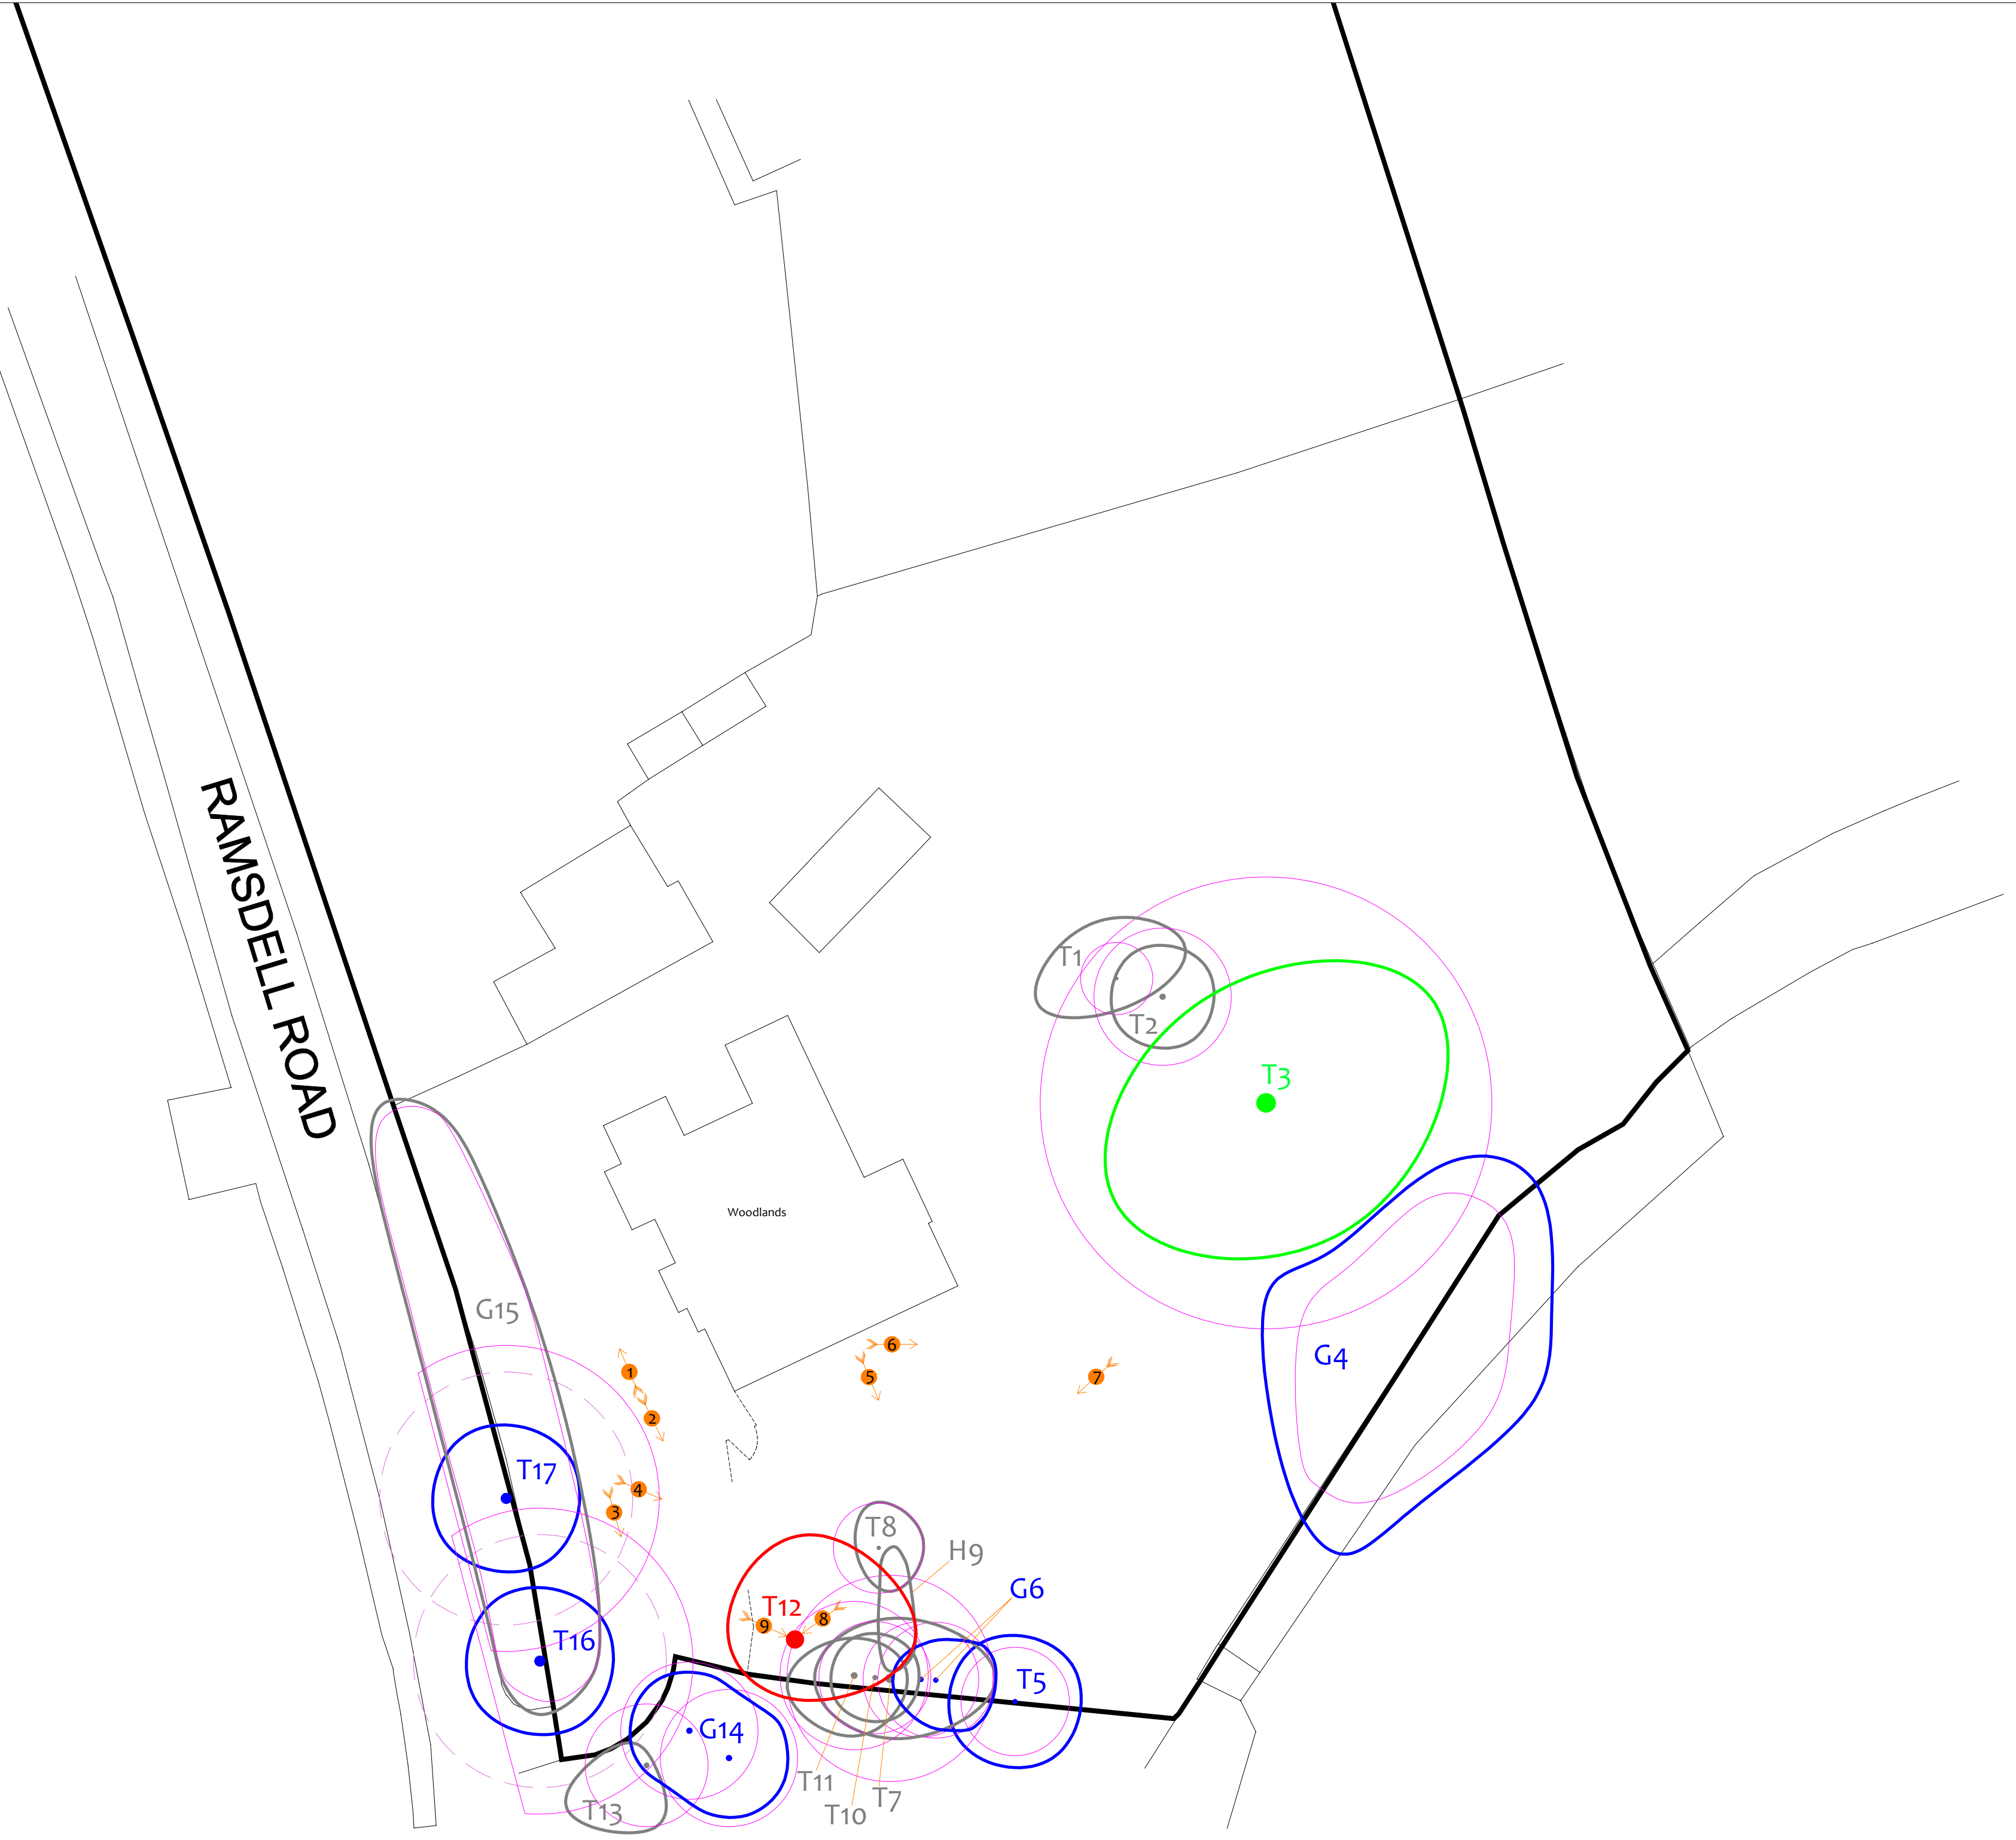 RAMSDELL ROAD
T1
T2
T3
Woodlands
G15
G4
1
6
5
7
2
T17
4
3
T8
H9
G6
T12
8
9
T16
T5
G14
T11
T7
T13
T10